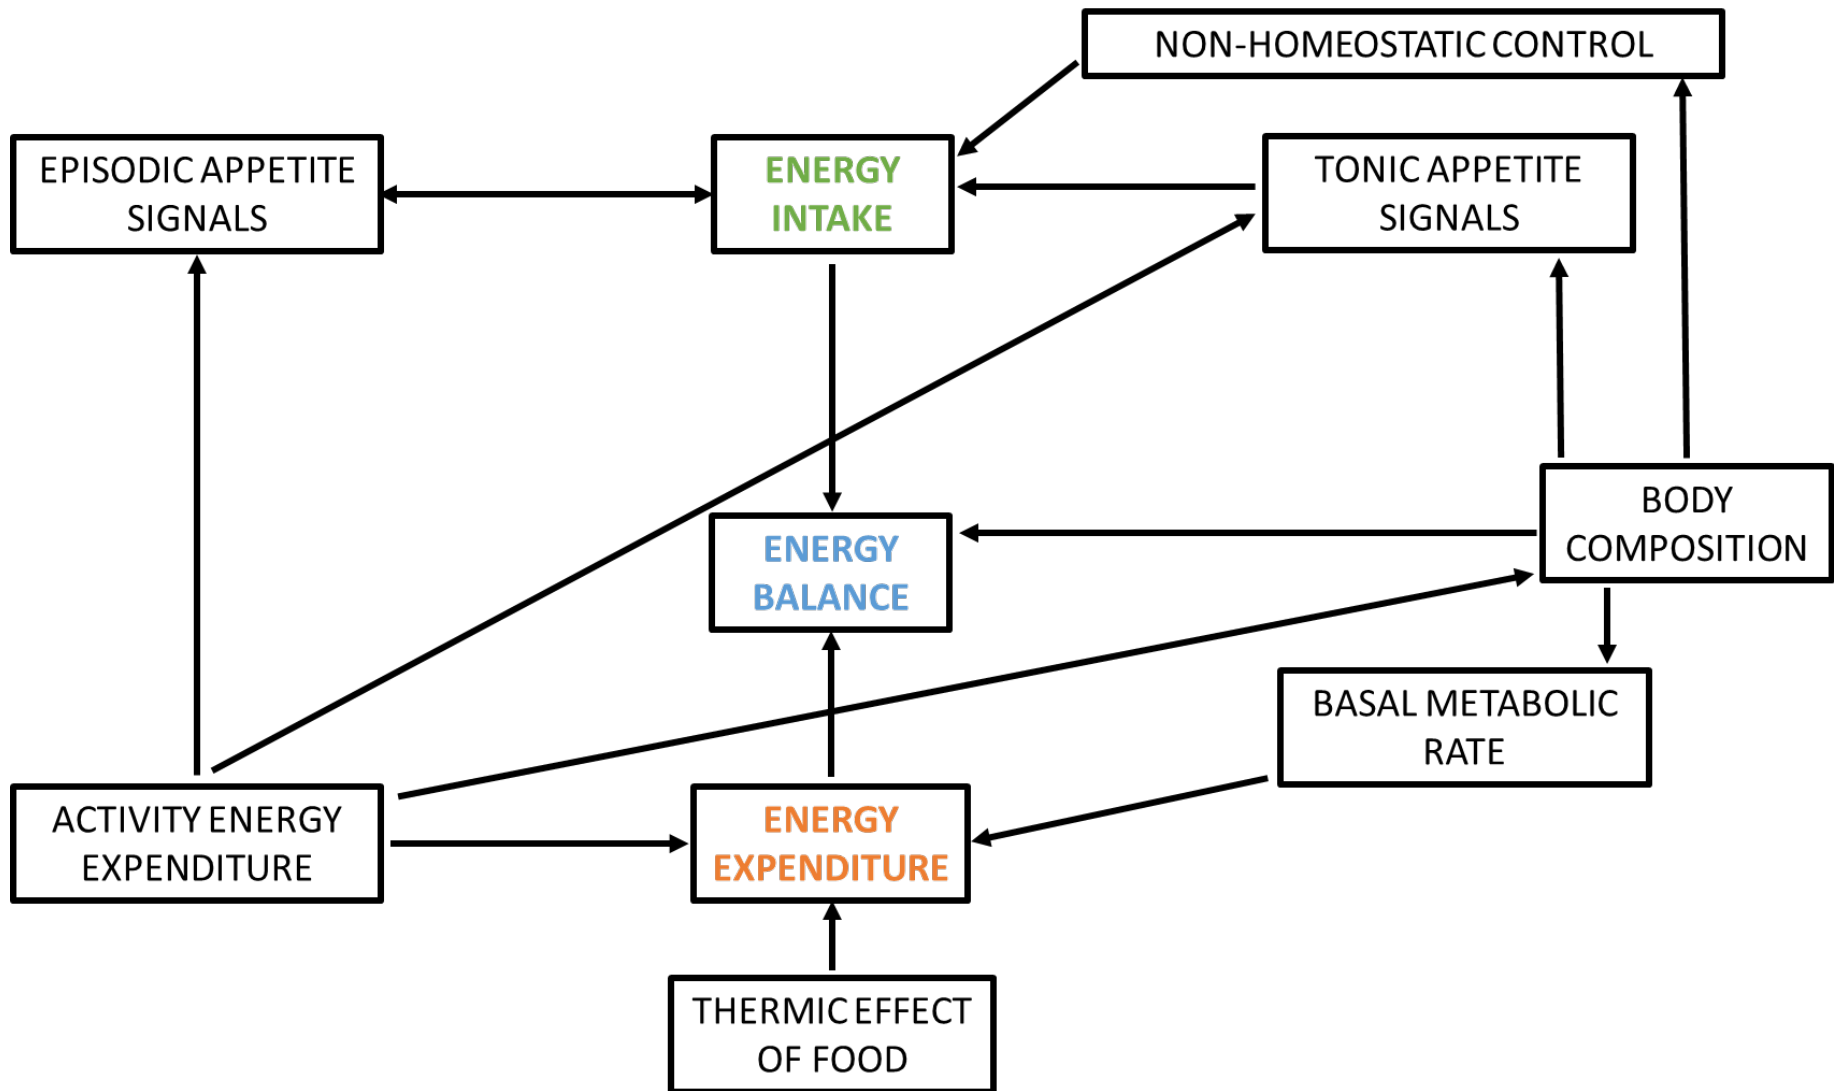 NON-HOMEOSTATIC CONTROL
EPISODIC APPETITE
SIGNALS
ENERGY
INTAKE
TONIC APPETITE
SIGNALS
ENERGY
BALANCE
BODY
COMPOSITION
BASAL METABOLIC
RATE
ACTIVITY ENERGY
EXPENDITURE
ENERGY
EXPENDITURE
THERMIC EFFECT
OF FOOD